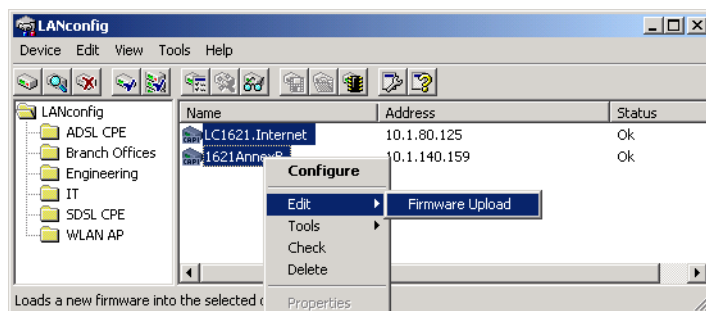 LANconfig
Device Edit View Tools Help
LANconfig
ADSL CPE
Branch Offices
Engineering
IT
SDSL CPE
WLAN AP
Name Address Status
LC1621.Internet 10.1.80.125 Ok
1621AnnexB 10.1.140.159 Ok
Configure
Edit Firmware Upload
Tools
Check
Delete
Properties
Loads a new firmware into the selected